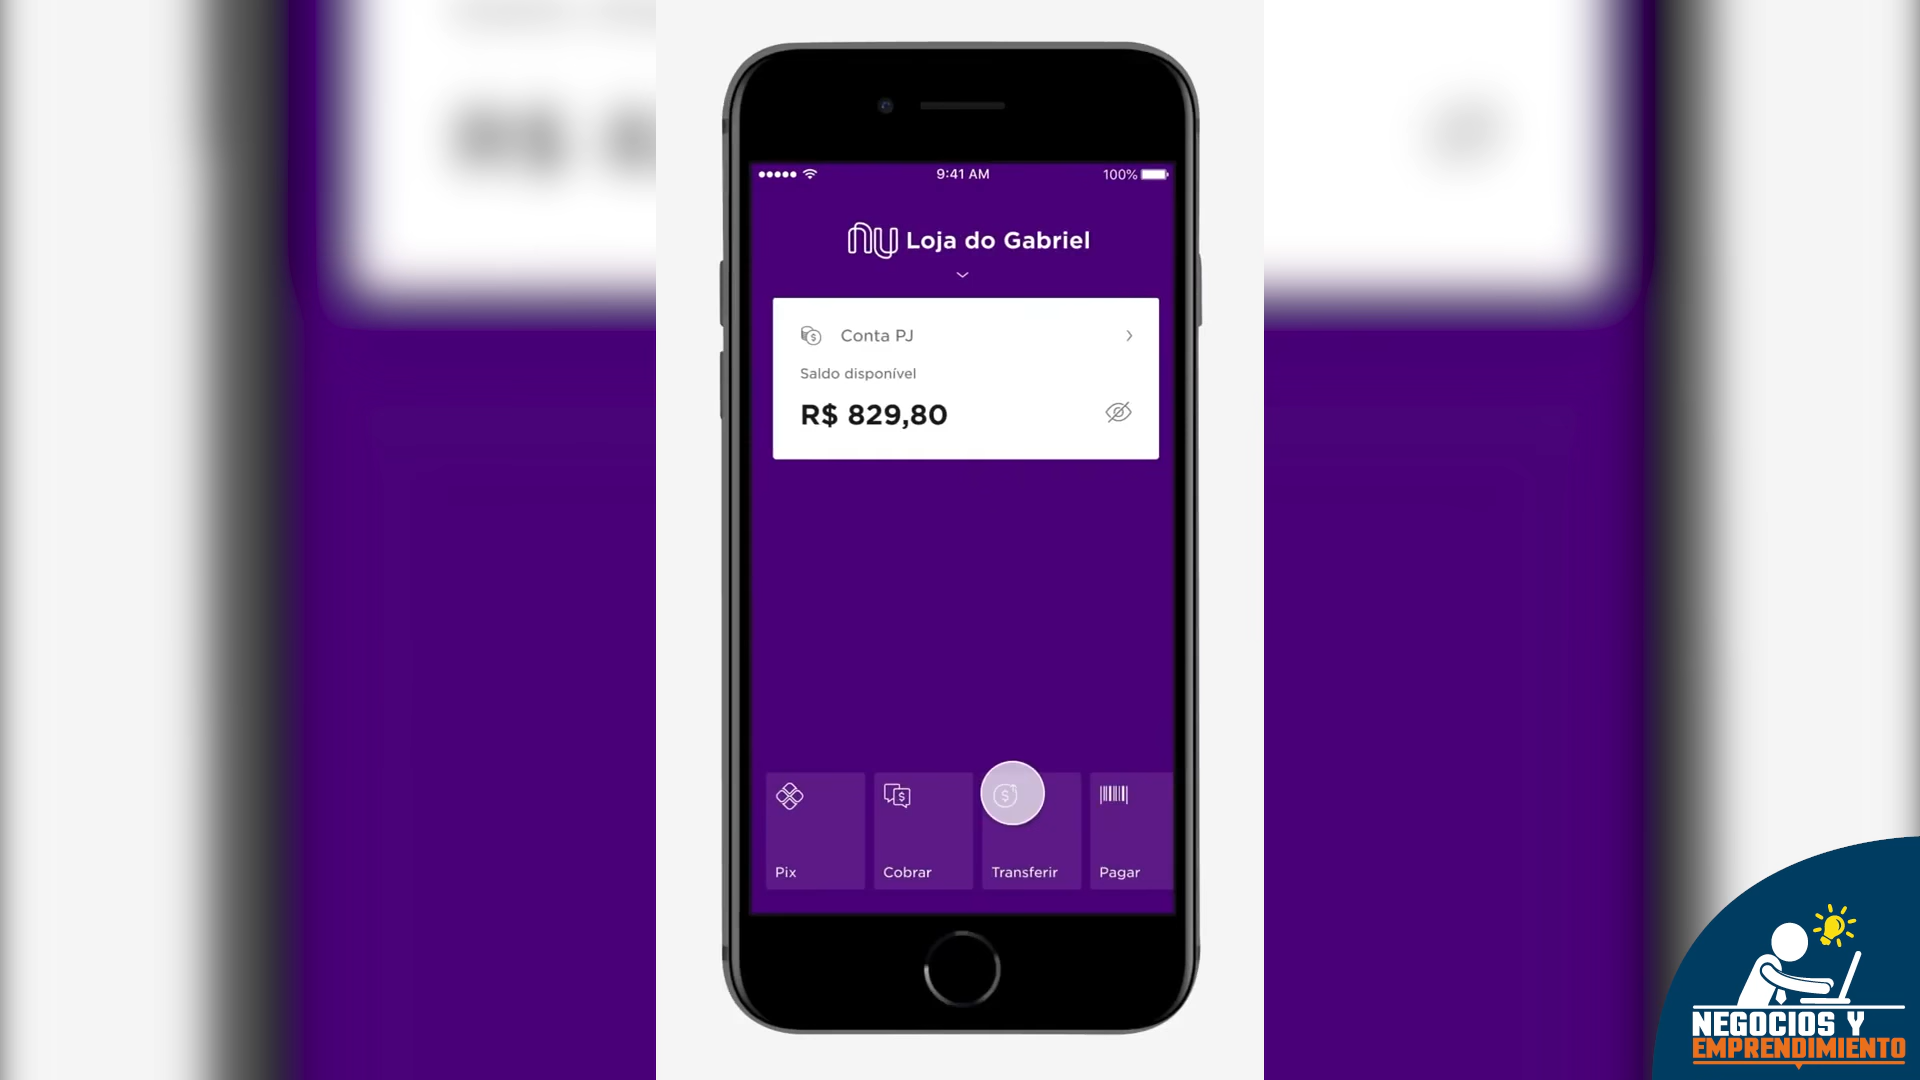 9:41 AM
100%
nu Loja do Gabriel
Conta PJ
Saldo disponível
R$ 829,80
Pix
Cobrar
Transferir
Pagar
NEGOCIOS Y
EMPRENDIMIENTO